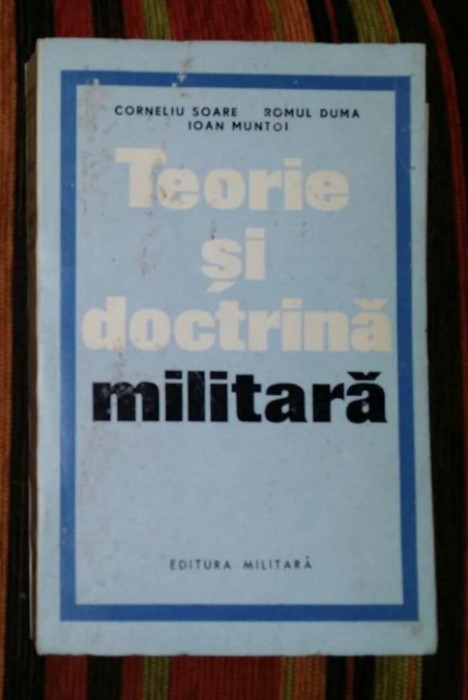 CORNELIU SOARE ROMUL DUMA
IOAN MUNTOI
Teorie
și
doctrină
militară
EDITURA MILITARĂ